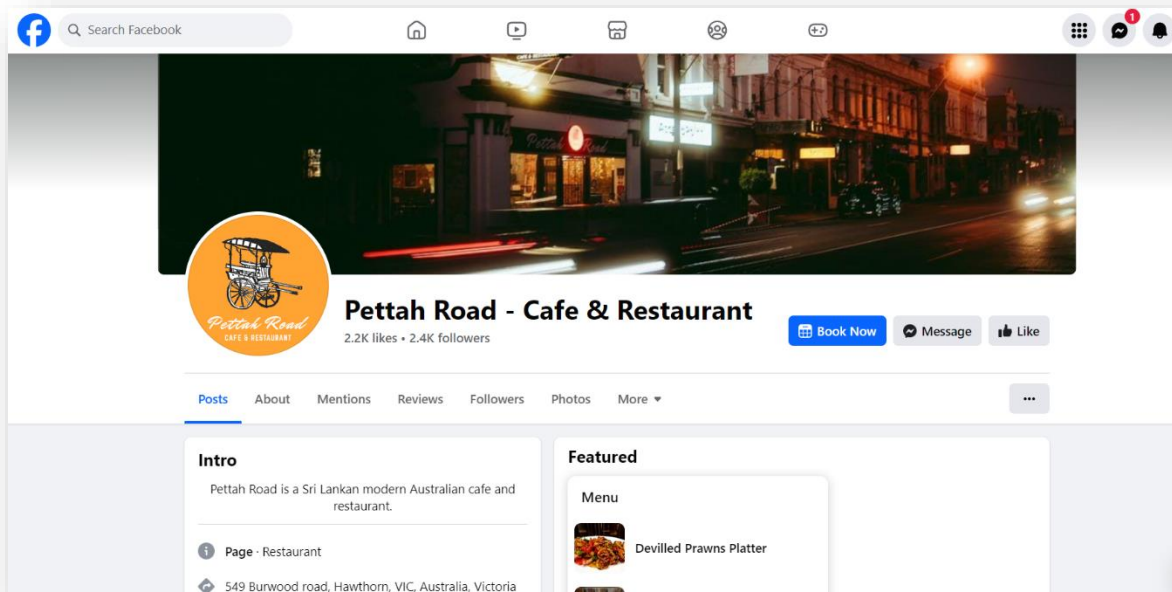 Search Facebook
1
Pettah Road
Pettah Road
CAFE & RESTAURANT
Pettah Road - Cafe & Restaurant
2.2K likes • 2.4K followers
Book Now
Message
Like
Posts
About
Mentions
Reviews
Followers
Photos
More
Intro
Pettah Road is a Sri Lankan modern Australian cafe and
restaurant.
Page · Restaurant
549 Burwood road, Hawthorn, VIC, Australia, Victoria
Featured
Menu
Devilled Prawns Platter